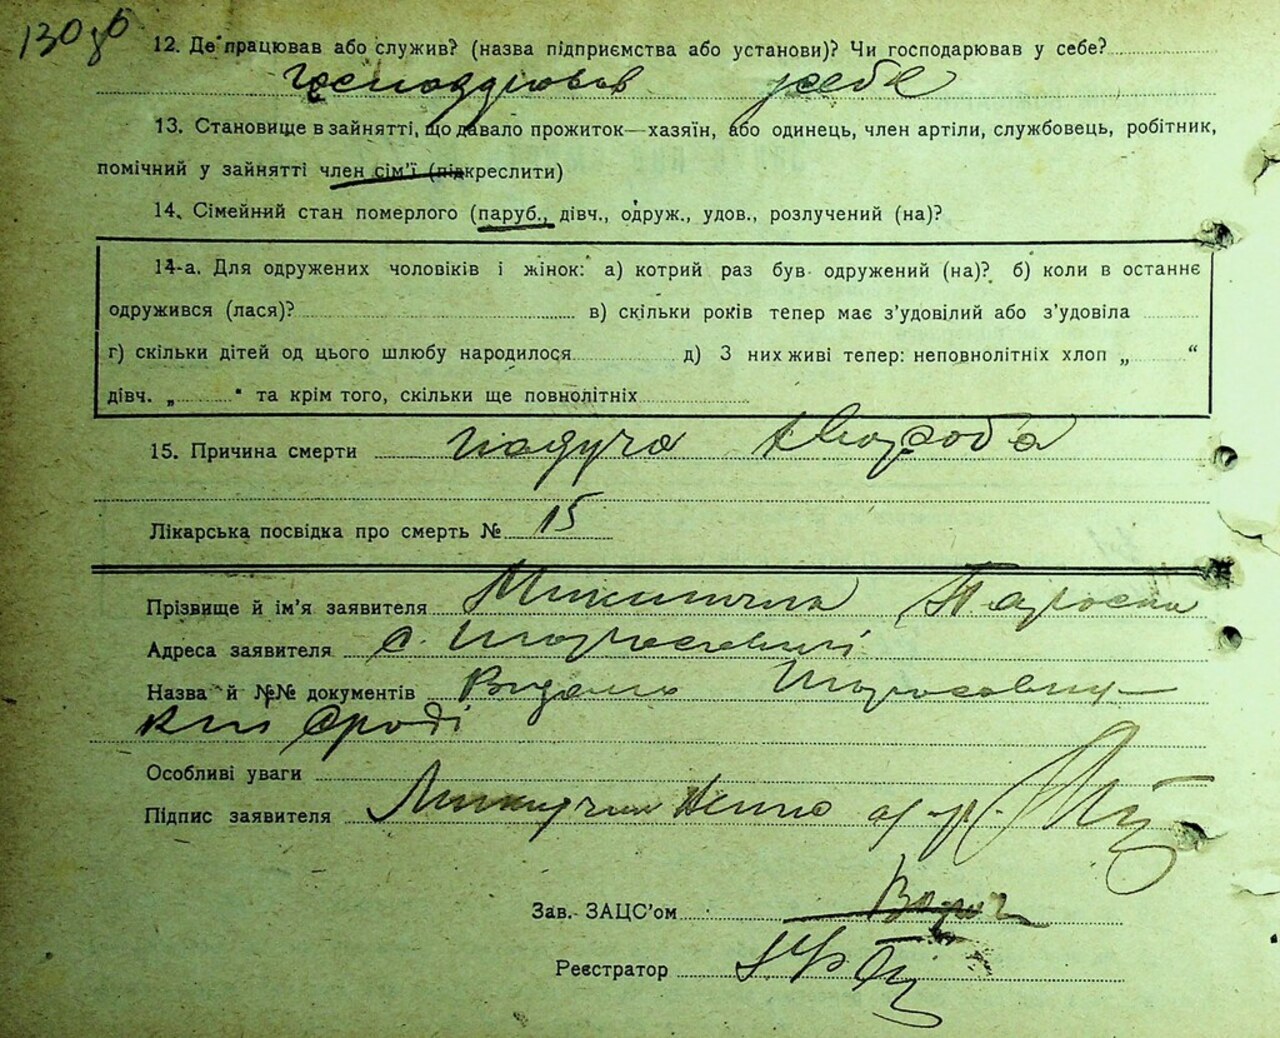 130 зб
12. Де працював або служив? (назва підприємства або установи)? Чи господарював у себе?
господарював у себе
13. Становище в зайнятті, що давало прожиток—хазяїн, або одинець, член артіли, службовець, робітник,
помічний у зайнятті член сім'ї (підкреслити)
14. Сімейний стан померлого (паруб., дівч., одруж., удов., розлучений (на)?
14-а. Для одружених чоловіків і жінок: а) котрий раз був одружений (на)? б) коли в останнє
одружився (лася)? в) скільки років тепер має з'удовілий або з'удовіла
г) скільки дітей од цього шлюбу народилося д) З них живі тепер: неповнолітніх хлоп „ “
дівч. „ “ та крім того, скільки ще повнолітніх
15. Причина смерти падуча хвороба
Лікарська посвідка про смерть № 15
Прізвище й ім'я заявителя
Адреса заявителя с.
Назва й №№ документів Видано
Особливі уваги
Підпис заявителя
Зав. ЗАЦС'ом
Реєстратор